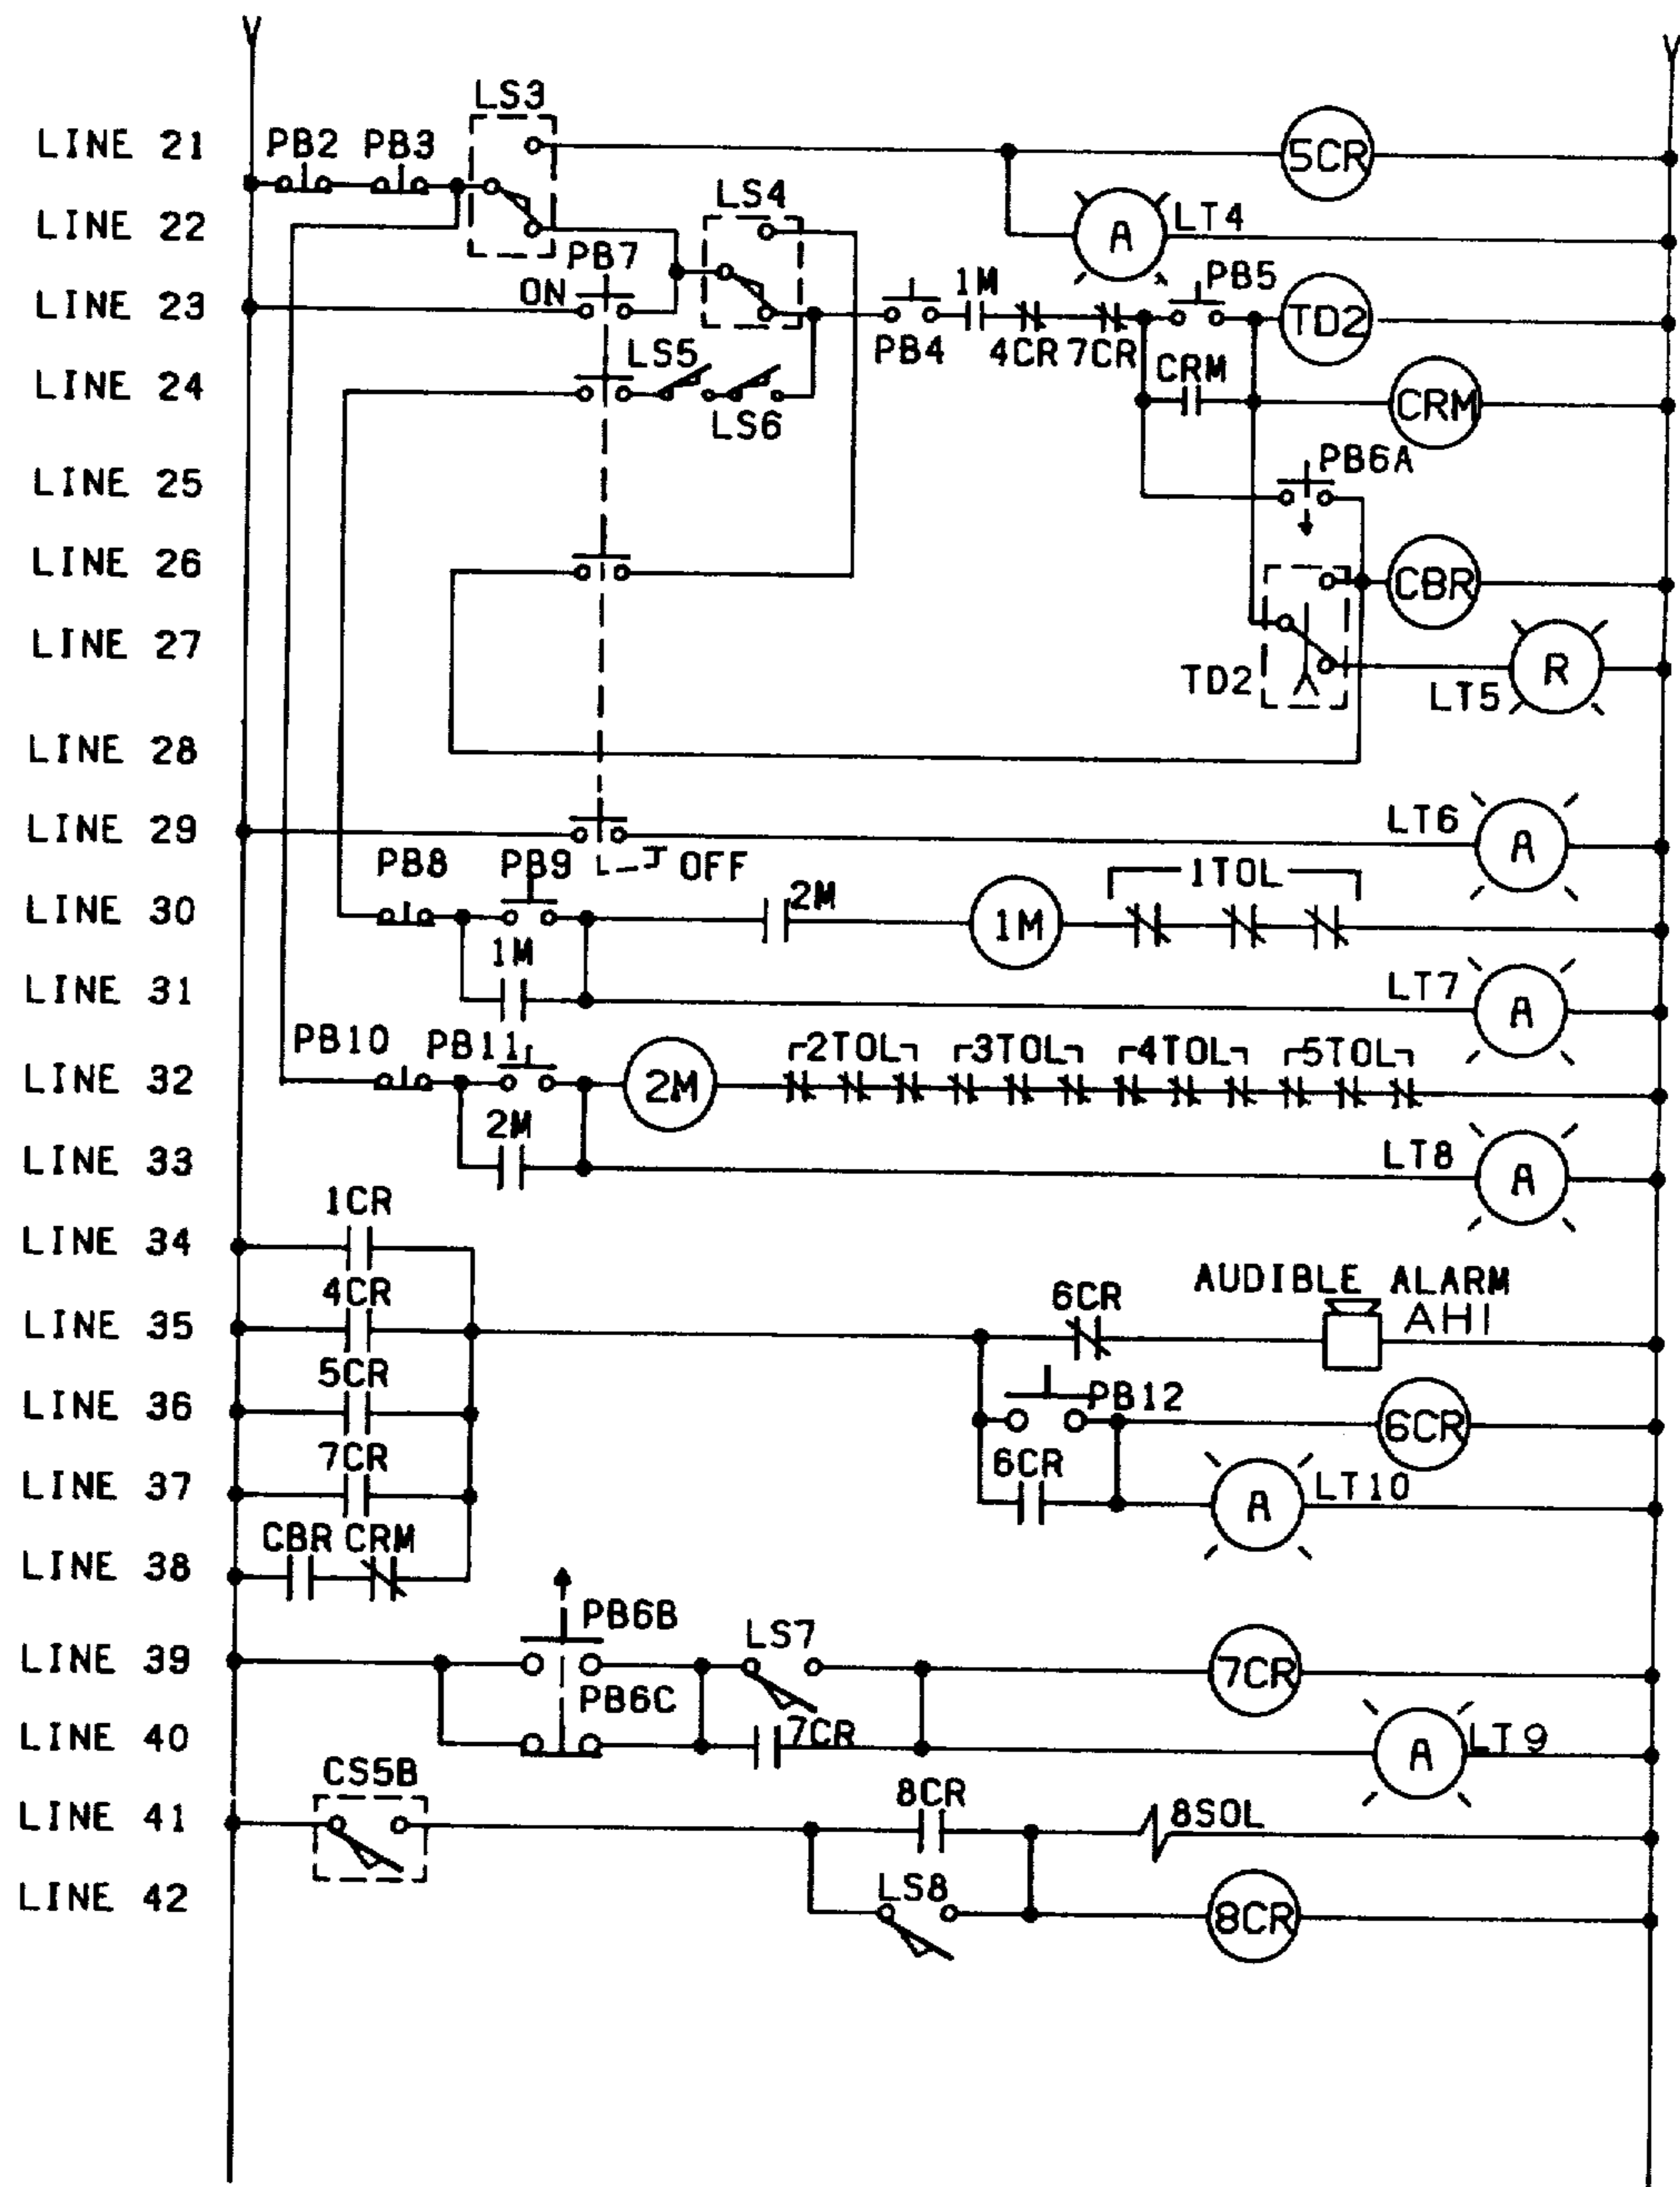 LS3
LINE 21 PB2 PB3 5CR
LINE 22 LS4 A LT4
PB7
LINE 23 ON 1M PB5 TD2
PB4 4CR 7CR
LINE 24 LS5 CRM CRM
LS6
LINE 25 PB6A
LINE 26 CBR
LINE 27 TD2 LT5 R
LINE 28
LINE 29 LT6 A
PB8 PB9 OFF
LINE 30 2M 1M 1TOL
LINE 31 1M LT7 A
PB10 PB11
LINE 32 2M 2TOL 3TOL 4TOL 5TOL
LINE 33 2M LT8 A
LINE 34 1CR
AUDIBLE ALARM
LINE 35 4CR 6CR AHI
LINE 36 5CR PB12 6CR
LINE 37 7CR 6CR A LT10
LINE 38 CBR CRM
LINE 39 PB6B LS7 7CR
PB6C
LINE 40 7CR A LT9
LINE 41 CS5B 8CR 8SOL
LINE 42 LS8 8CR